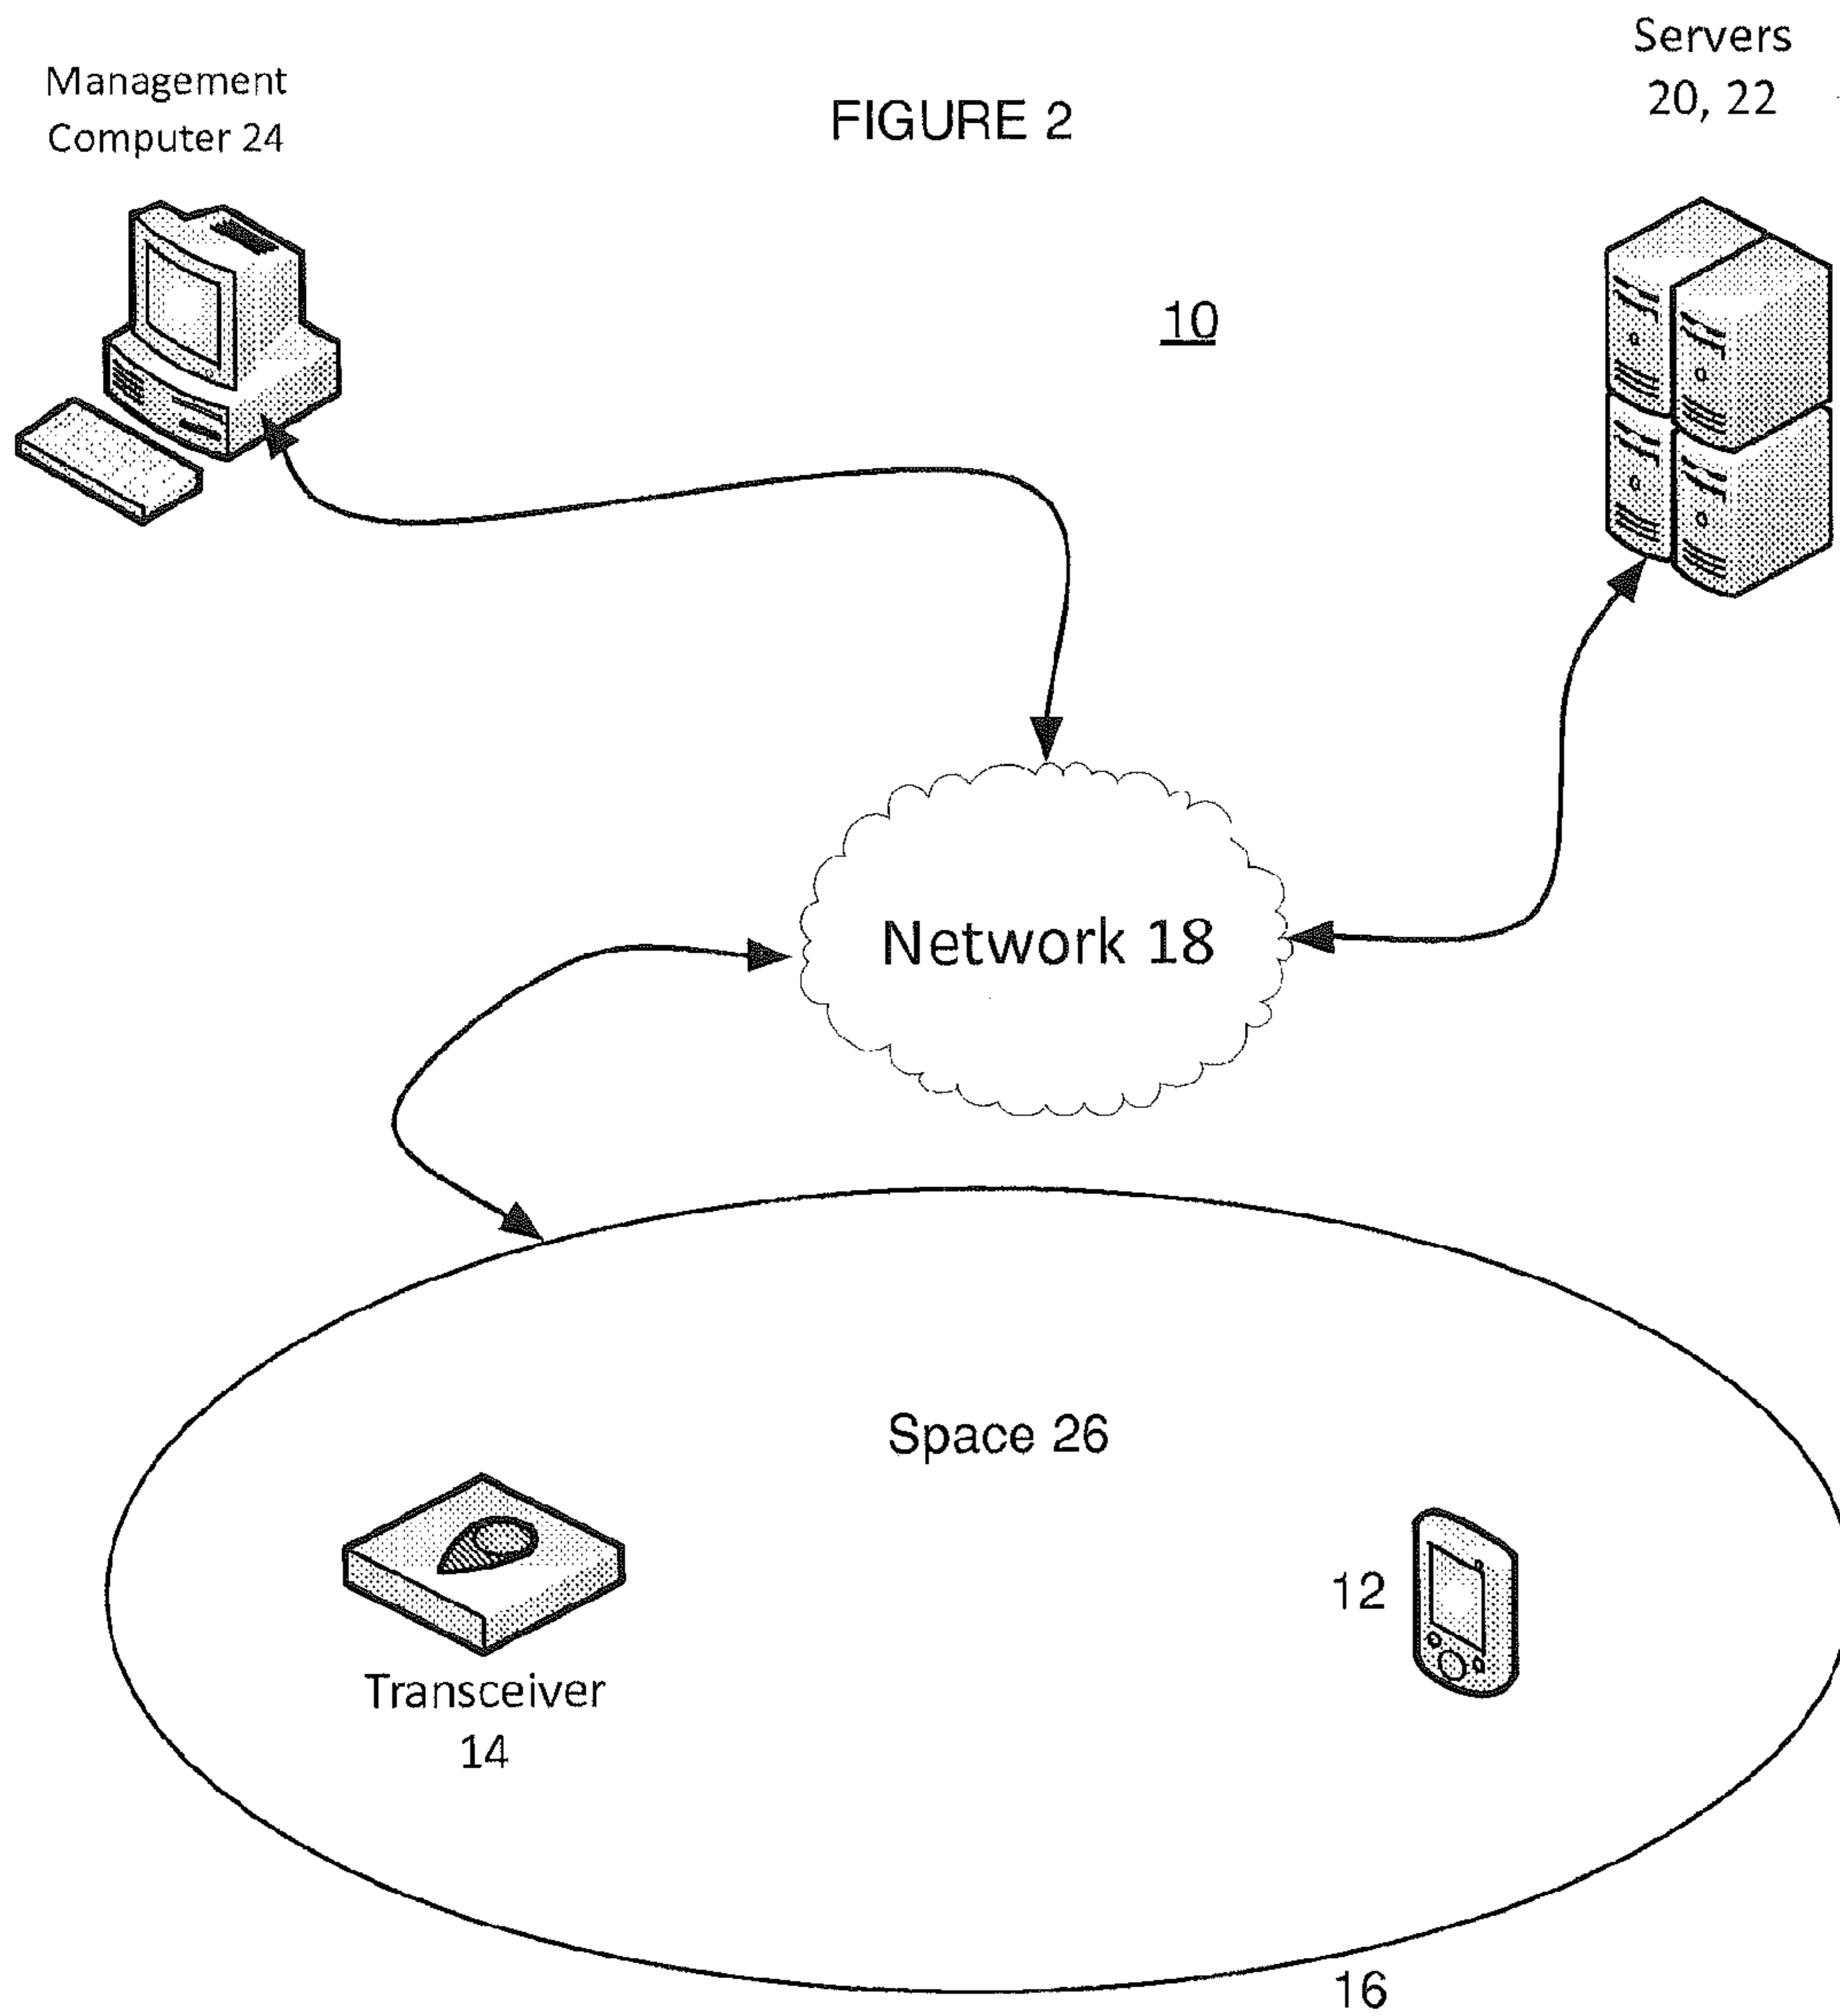 Servers
20, 22
Management
Computer 24
FIGURE 2
10
Network 18
Space 26
12
Transceiver
14
16